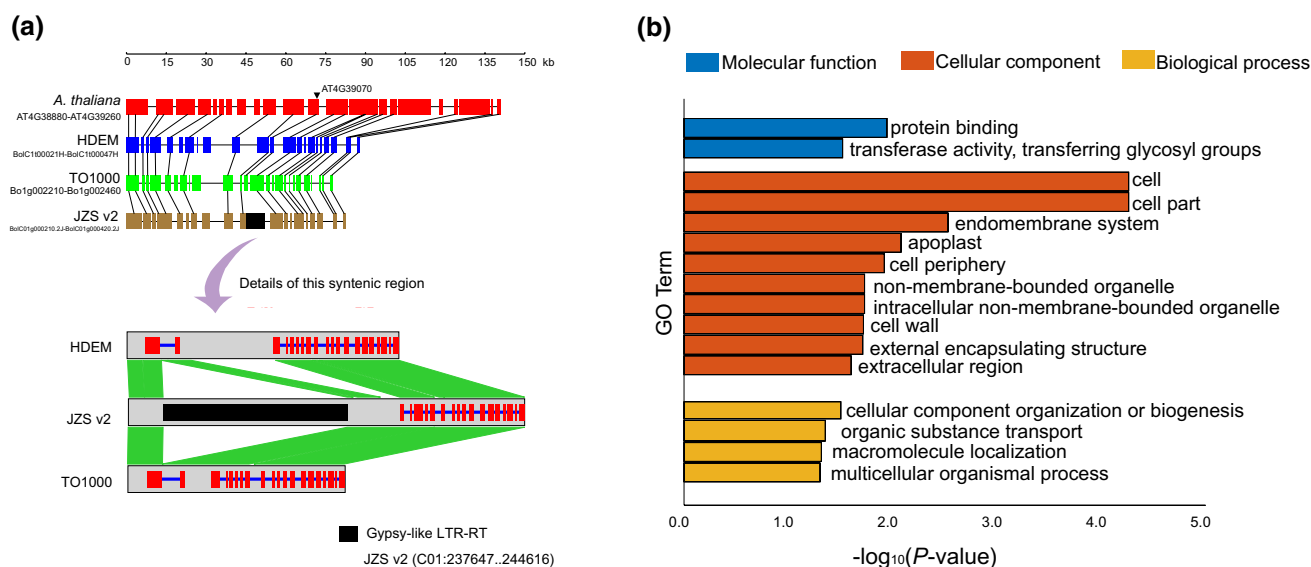 (a)
0 15 30 45 60 75 90 105 120 135 150 kb
AT4G39070
A. thaliana
AT4G38880-AT4G39260
HDEM
BolC1t00021H-BolC1t00047H
TO1000
Bo1g002210-Bo1g002460
JZS v2
BolC01g000210.2J-BolC01g000420.2J
Details of this syntenic region
HDEM
JZS v2
TO1000
Gypsy-like LTR-RT
JZS v2 (C01:237647..244616)
(b)
Molecular function Cellular component Biological process
GO Term
protein binding
transferase activity, transferring glycosyl groups
cell
cell part
endomembrane system
apoplast
cell periphery
non-membrane-bounded organelle
intracellular non-membrane-bounded organelle
cell wall
external encapsulating structure
extracellular region
cellular component organization or biogenesis
organic substance transport
macromolecule localization
multicellular organismal process
0.0 1.0 2.0 3.0 4.0 5.0
-log₁₀(P-value)